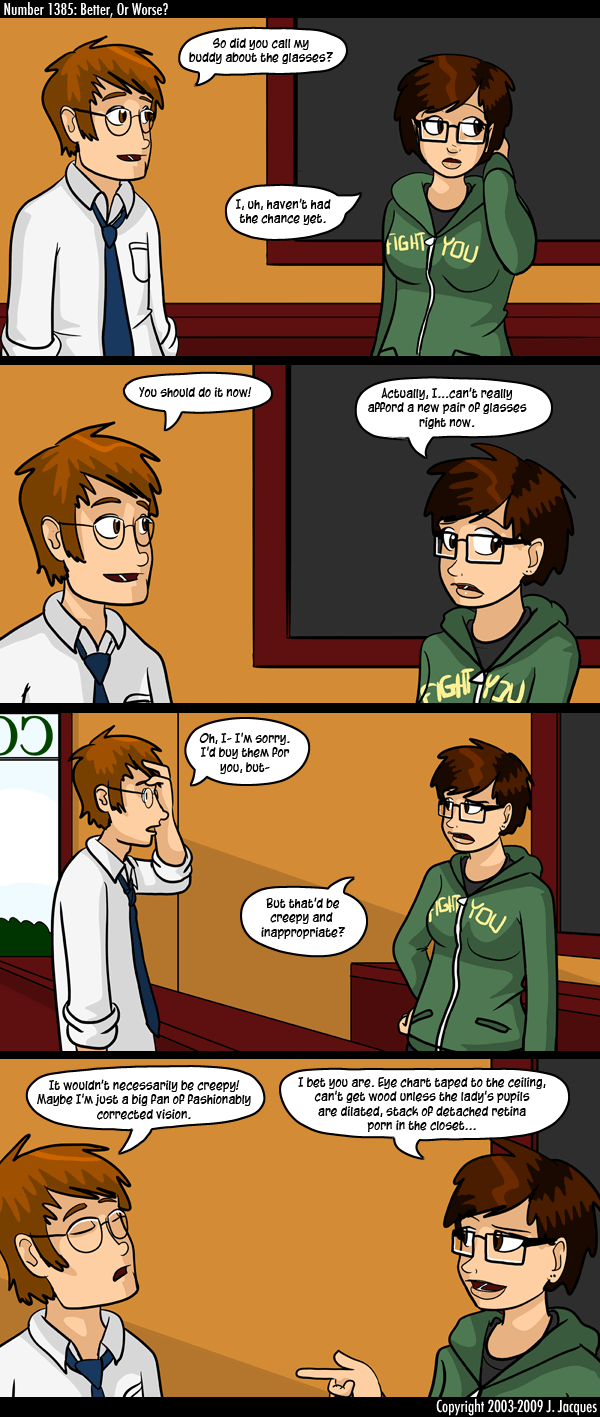 Number 1385: Better, Or Worse?
So did you call my
buddy about the glasses?
I, uh, haven't had
the chance yet.
FIGHT YOU
You should do it now!
Actually, I...can't really
afford a new pair of glasses
right now.
FIGHT YOU
Oh, I- I'm sorry.
I'd buy them for
you, but-
But that'd be
creepy and
inappropriate?
FIGHT YOU
It wouldn't necessarily be creepy!
Maybe I'm just a big fan of fashionably
corrected vision.
I bet you are. Eye chart taped to the ceiling,
can't get wood unless the lady's pupils
are dilated, stack of detached retina
porn in the closet...
Copyright 2003-2009 J. Jacques